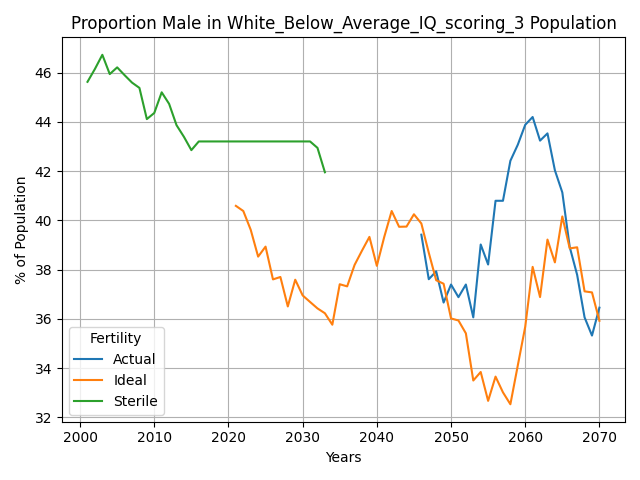 Proportion Male in White_Below_Average_IQ_scoring_3 Population
% of Population
46
44
42
40
38
36
34
32
Fertility
Actual
Ideal
Sterile
2000 2010 2020 2030 2040 2050 2060 2070
Years